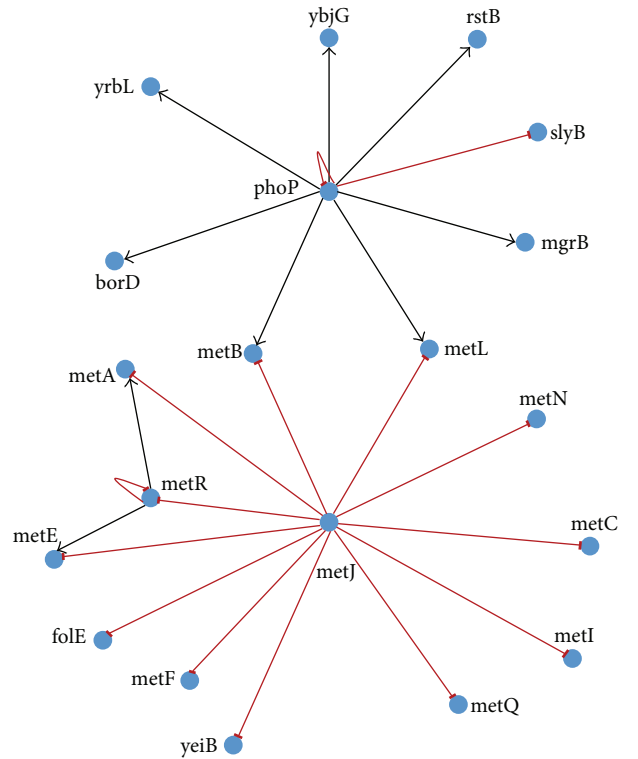 ybjG
rstB
yrbL
slyB
phoP
mgrB
borD
metB
metL
metA
metN
metR
metE
metC
metJ
folE
metI
metF
metQ
yeiB